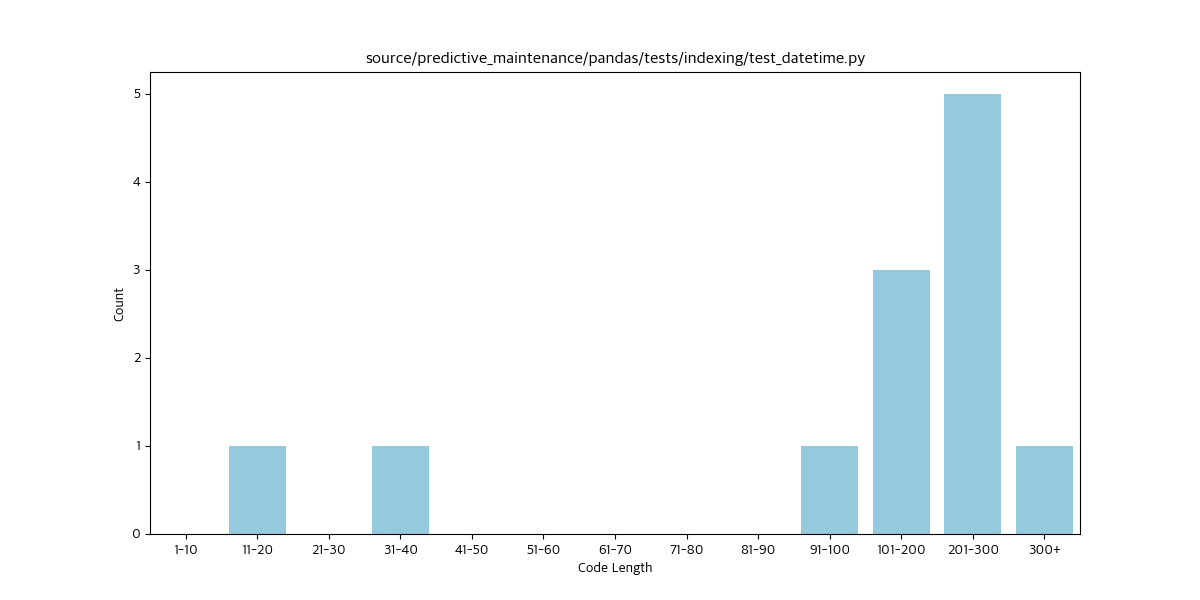 source/predictive_maintenance/pandas/tests/indexing/test_datetime.py
5
4
3
2
1
0
Count
1-10 11-20 21-30 31-40 41-50 51-60 61-70 71-80 81-90 91-100 101-200 201-300 300+
Code Length